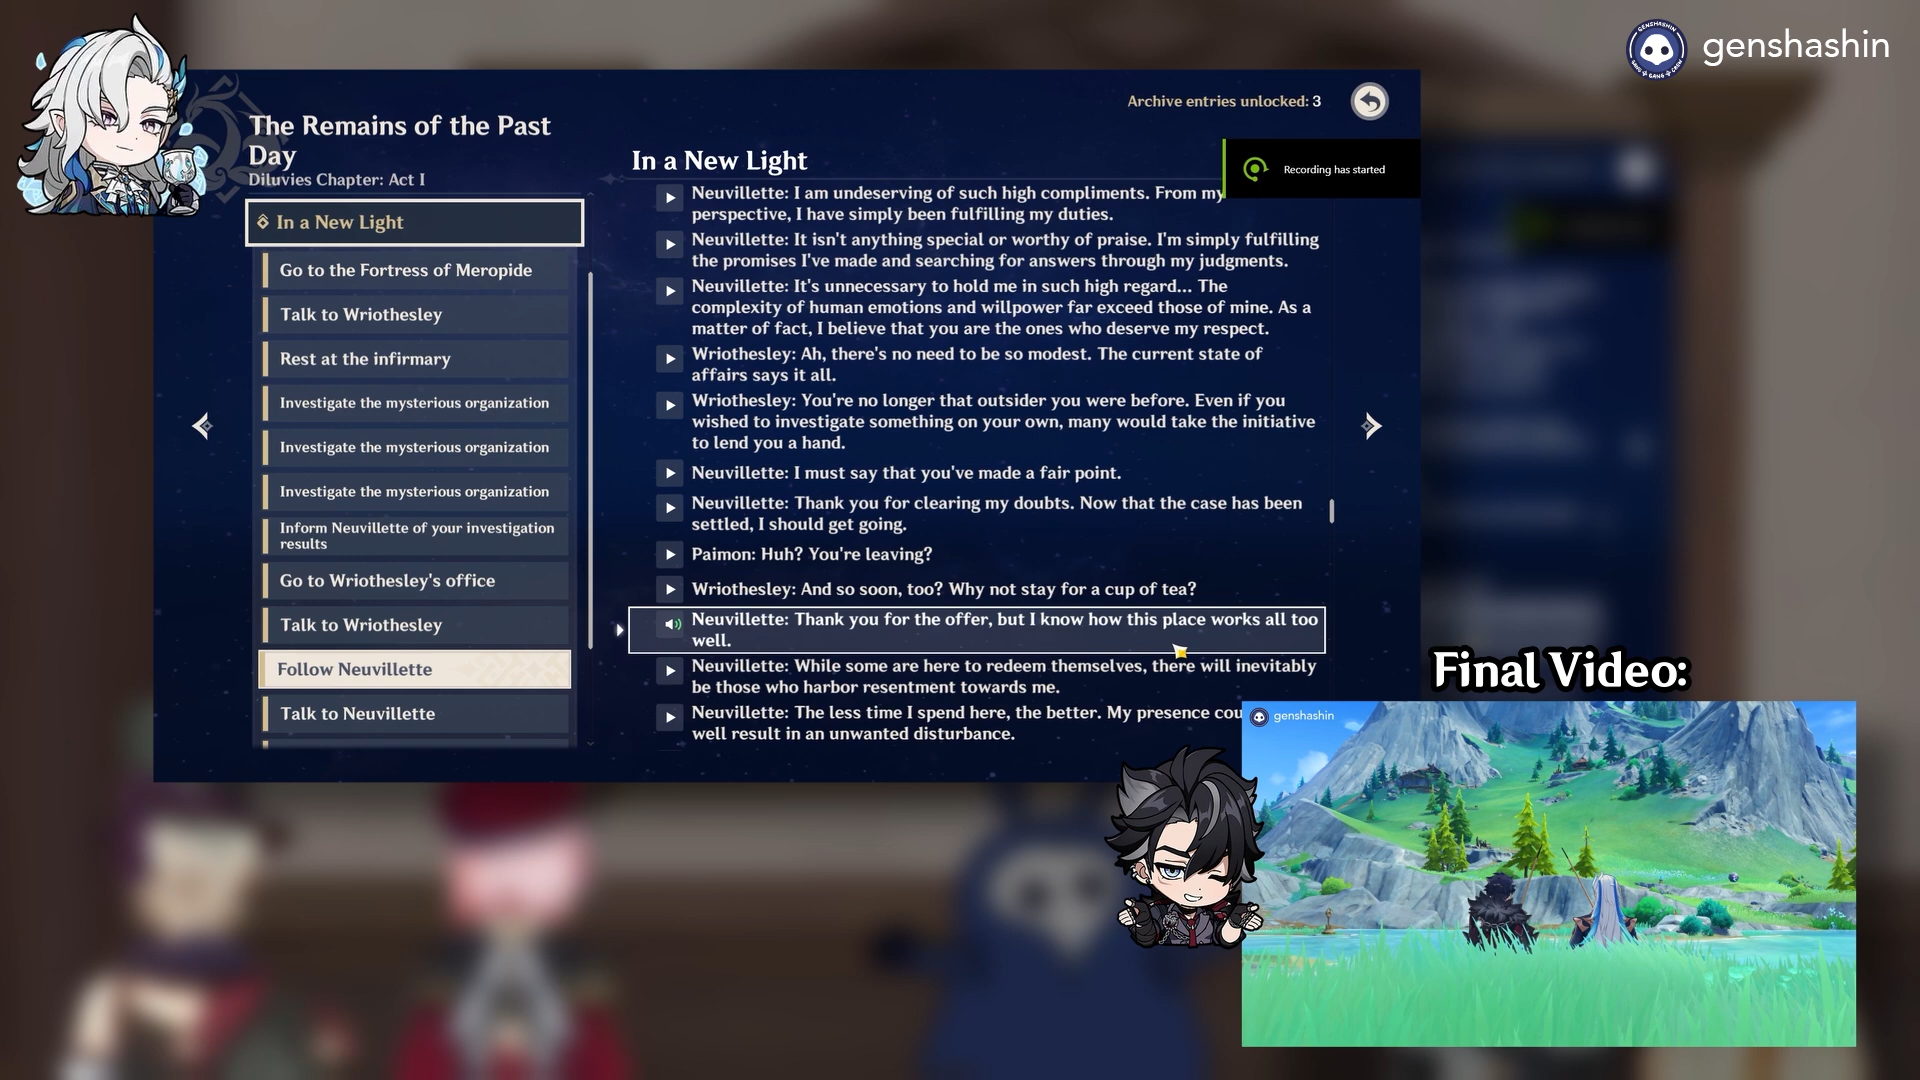 genshashin
Archive entries unlocked: 3
The Remains of the Past
Day
Diluvies Chapter: Act I
In a New Light
Go to the Fortress of Meropide
Talk to Wriothesley
Rest at the infirmary
Investigate the mysterious organization
Investigate the mysterious organization
Investigate the mysterious organization
Inform Neuvillette of your investigation
results
Go to Wriothesley's office
Talk to Wriothesley
Follow Neuvillette
Talk to Neuvillette
In a New Light
Recording has started
Neuvillette: I am undeserving of such high compliments. From my
perspective, I have simply been fulfilling my duties.
Neuvillette: It isn't anything special or worthy of praise. I'm simply fulfilling
the promises I've made and searching for answers through my judgments.
Neuvillette: It's unnecessary to hold me in such high regard... The
complexity of human emotions and willpower far exceed those of mine. As a
matter of fact, I believe that you are the ones who deserve my respect.
Wriothesley: Ah, there's no need to be so modest. The current state of
affairs says it all.
Wriothesley: You're no longer that outsider you were before. Even if you
wished to investigate something on your own, many would take the initiative
to lend you a hand.
Neuvillette: I must say that you've made a fair point.
Neuvillette: Thank you for clearing my doubts. Now that the case has been
settled, I should get going.
Paimon: Huh? You're leaving?
Wriothesley: And so soon, too? Why not stay for a cup of tea?
Neuvillette: Thank you for the offer, but I know how this place works all too
well.
Neuvillette: While some are here to redeem themselves, there will inevitably
be those who harbor resentment towards me.
Neuvillette: The less time I spend here, the better. My presence
well result in an unwanted disturbance.
Final Video:
genshashin